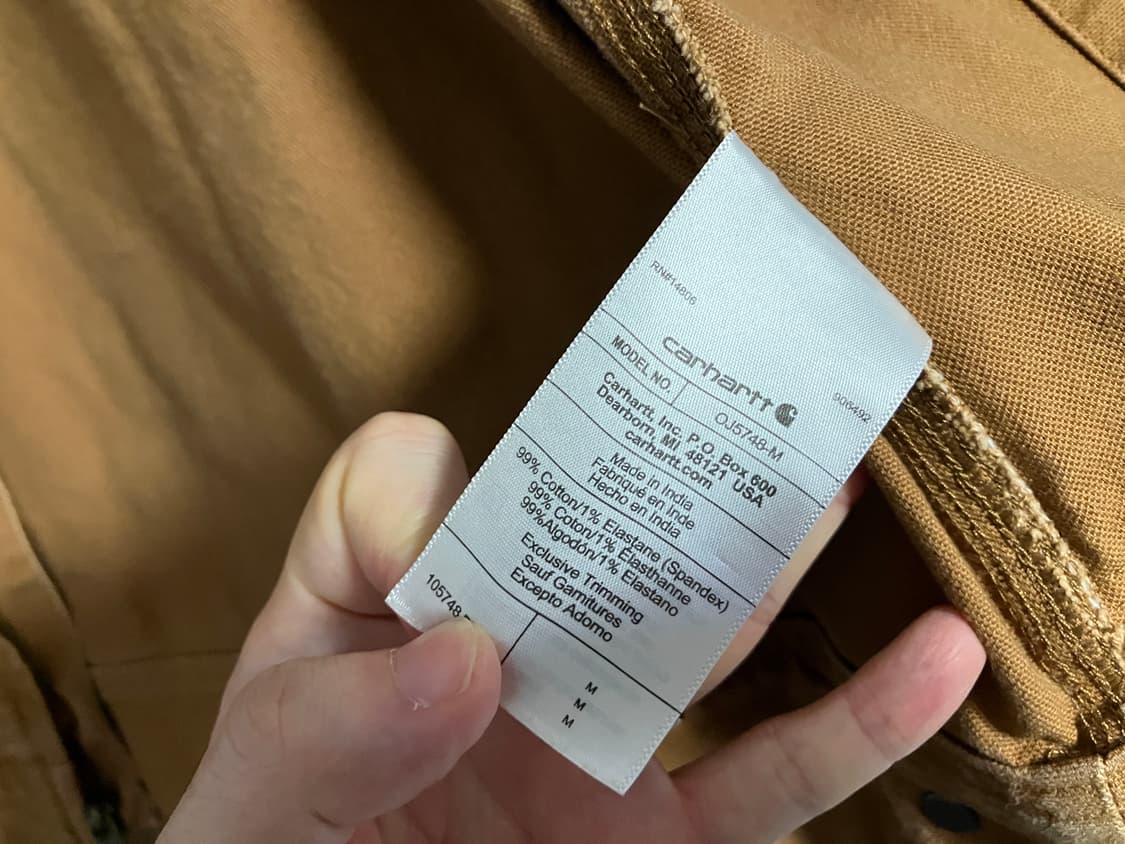 RN#14806
carhartt
906492
MODEL NO. OJ5748-M
Carhartt, Inc. P.O. Box 600
Dearborn, MI 48121 USA
carhartt.com
Made in India
Fabriqué en Inde
Hecho en India
99% Cotton/1% Elastane (Spandex)
99% Coton/1% Élasthanne
99%Algodón/1% Elastano
Exclusive Trimming
Sauf Garnitures
Excepto Adorno
105748
M
M
M